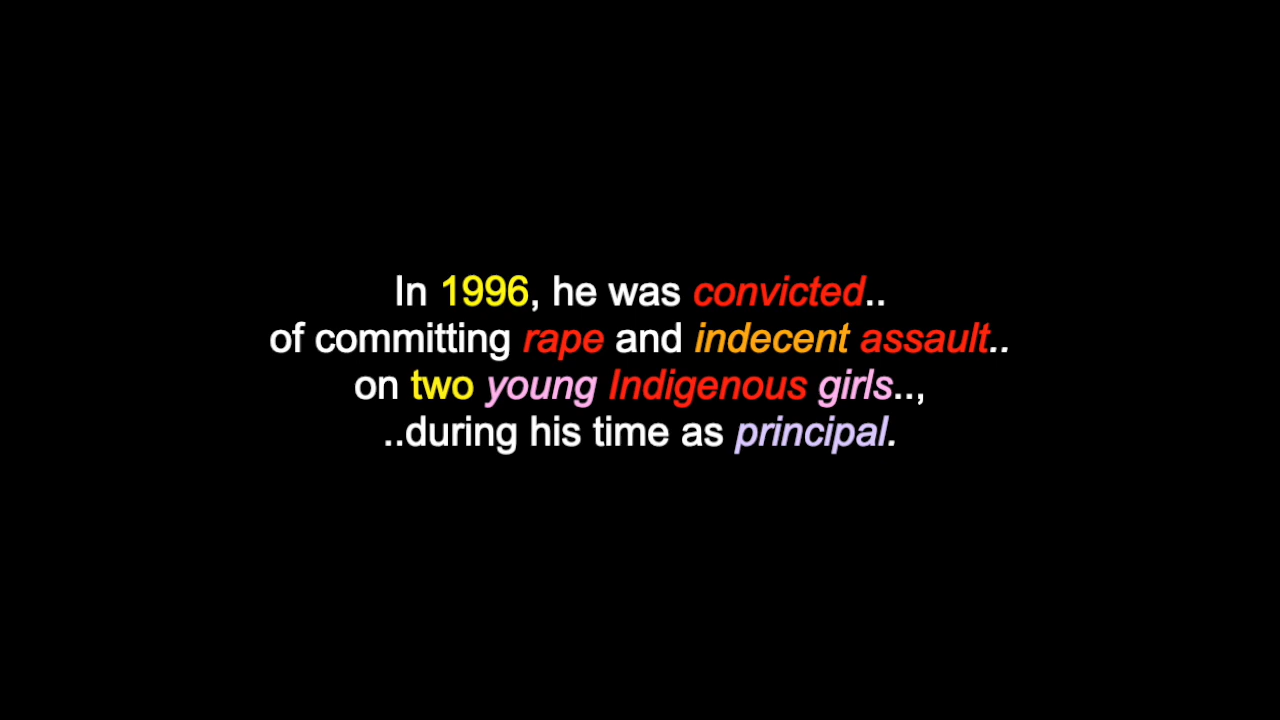 In 1996, he was convicted..
of committing rape and indecent assault..
on two young Indigenous girls..,
..during his time as principal.